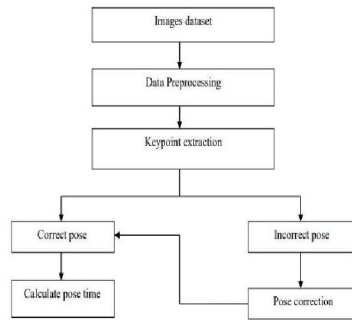 Images dataset
Data Preprocessing
Keypoint extraction
Correct pose
Incorrect pose
Calculate pose time
Pose correction